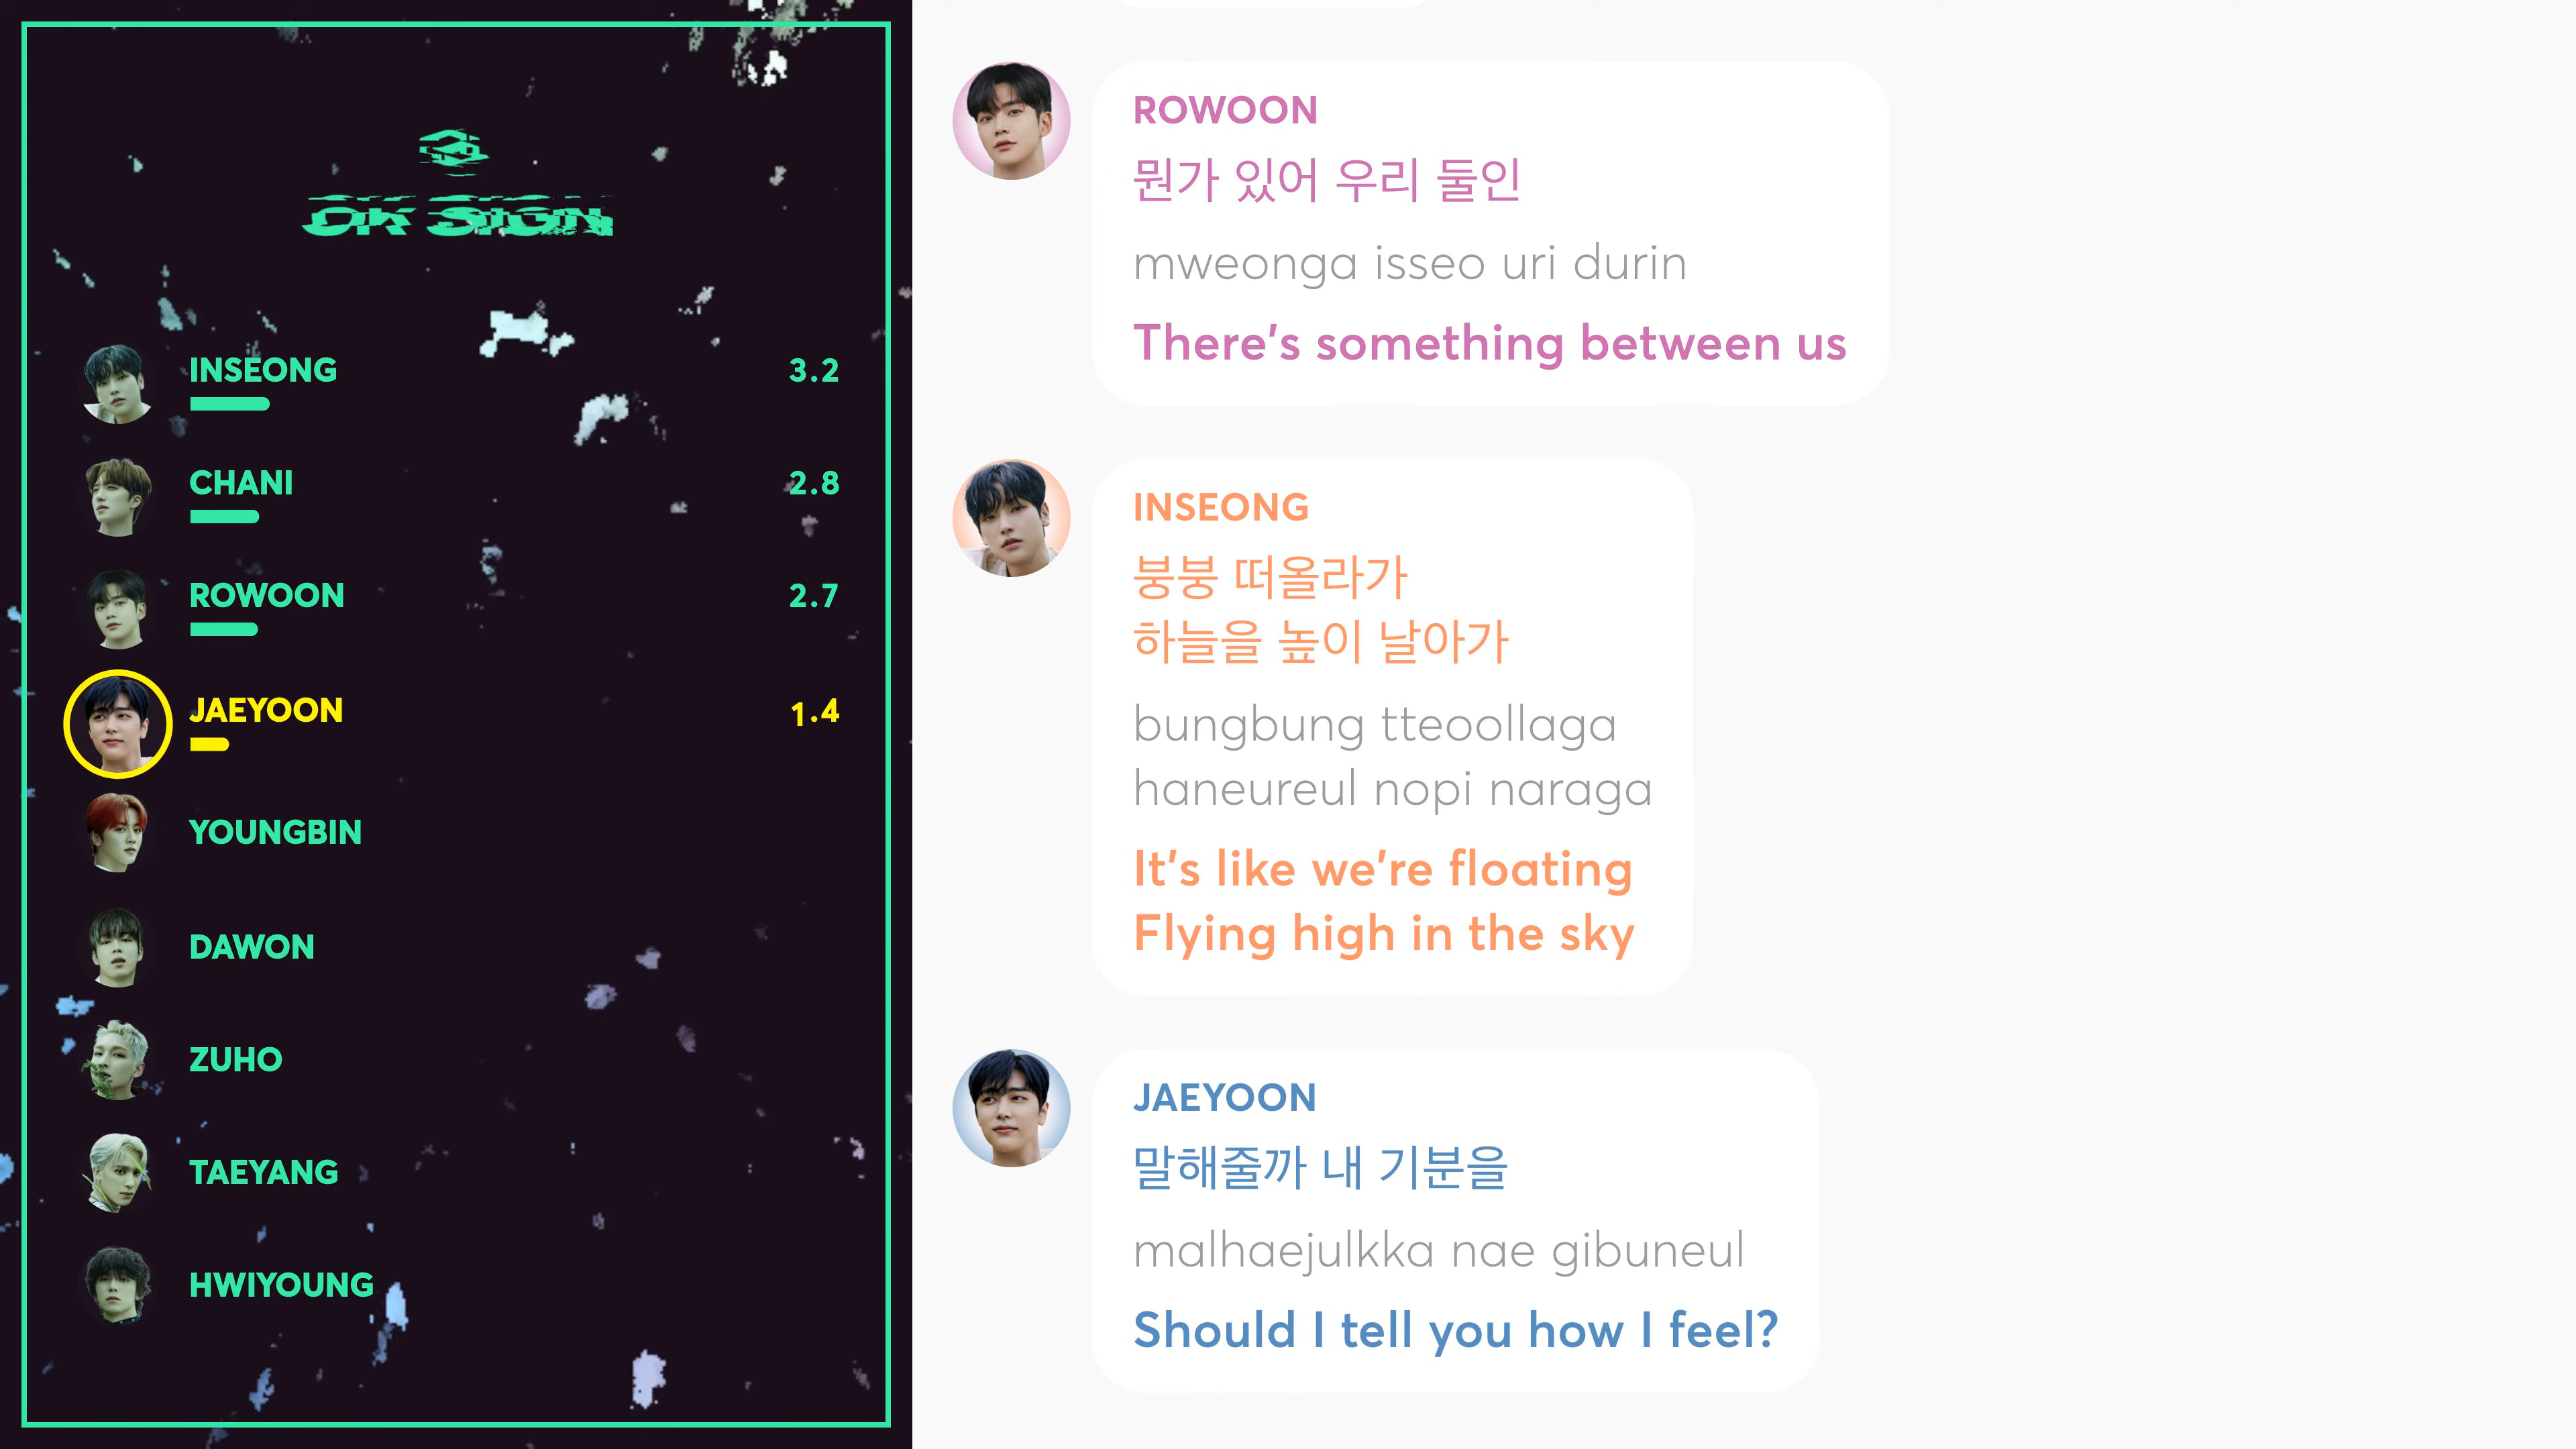 OK SIGN
INSEONG 3.2
CHANI 2.8
ROWOON 2.7
JAEYOON 1.4
YOUNGBIN
DAWON
ZUHO
TAEYANG
HWIYOUNG
ROWOON
뭔가 있어 우리 둘인
mweonga isseo uri durin
There's something between us
INSEONG
붕붕 떠올라가
하늘을 높이 날아가
bungbung tteoollaga
haneureul nopi naraga
It's like we're floating
Flying high in the sky
JAEYOON
말해줄까 내 기분을
malhaejulkka nae gibuneul
Should I tell you how I feel?